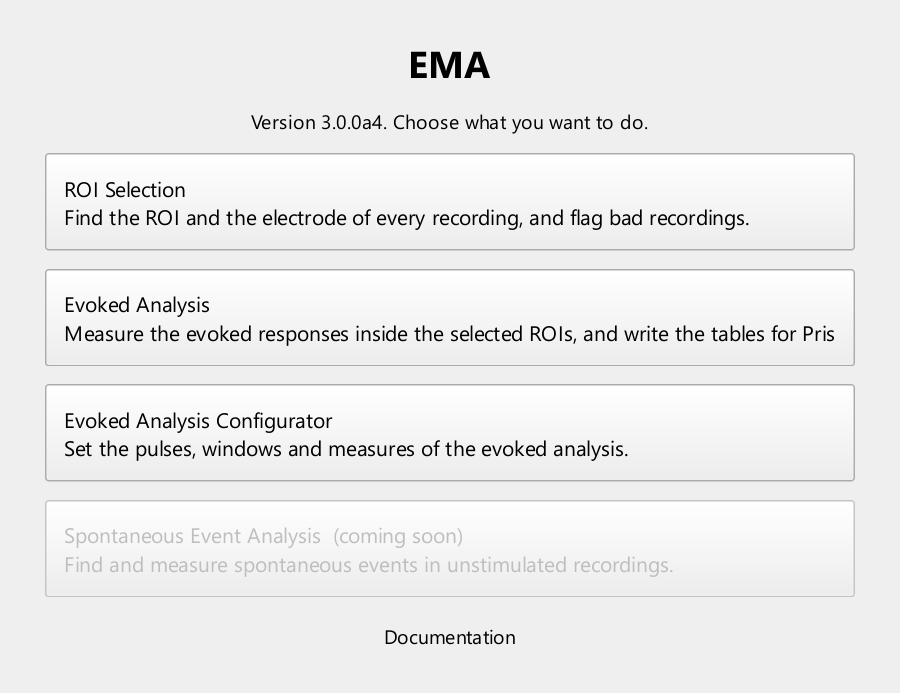 EMA
Version 3.0.0a4. Choose what you want to do.
ROI Selection
Find the ROI and the electrode of every recording, and flag bad recordings.
Evoked Analysis
Measure the evoked responses inside the selected ROIs, and write the tables for Pris
Evoked Analysis Configurator
Set the pulses, windows and measures of the evoked analysis.
Spontaneous Event Analysis (coming soon)
Find and measure spontaneous events in unstimulated recordings.
Documentation